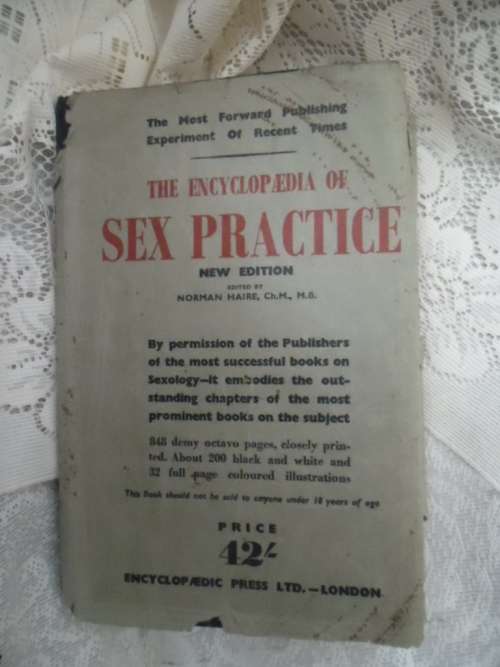 The Most Forward Publishing
Experiment Of Recent Times
THE ENCYCLOPÆDIA OF
SEX PRACTICE
NEW EDITION
EDITED BY
NORMAN HAIRE, Ch.M., M.B.
By permission of the Publishers
of the most successful books on
Sexology—it embodies the out-
standing chapters of the most
prominent books on the subject
848 demy octavo pages, closely prin-
ted. About 200 black and white and
32 full page coloured illustrations
This Book should not be sold to anyone under 18 years of age
PRICE
42/-
ENCYCLOPÆDIC PRESS LTD.—LONDON